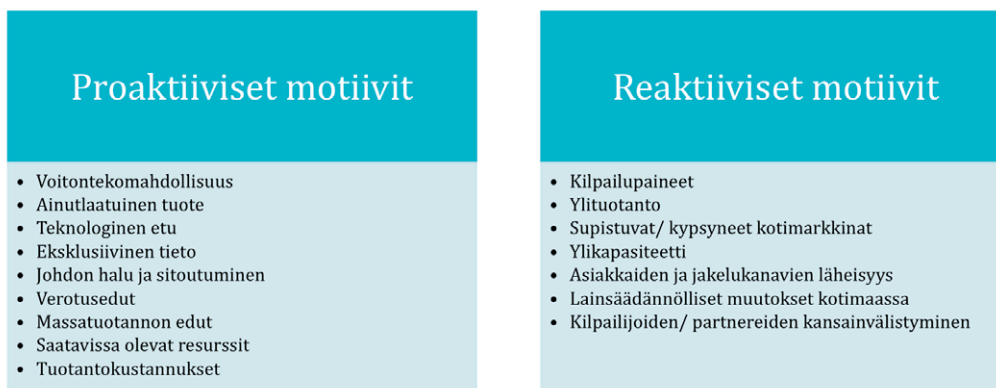 Proaktiiviset motiivit
• Voitontekomahdollisuus
• Ainutlaatuinen tuote
• Teknologinen etu
• Eksklusiivinen tieto
• Johdon halu ja sitoutuminen
• Verotusedut
• Massatuotannon edut
• Saatavissa olevat resurssit
• Tuotantokustannukset
Reaktiiviset motiivit
• Kilpailupaineet
• Ylituotanto
• Supistuvat/ kypsyneet kotimarkkinat
• Ylikapasiteetti
• Asiakkaiden ja jakelukanavien läheisyys
• Lainsäädännölliset muutokset kotimaassa
• Kilpailijoiden/ partnereiden kansainvälistyminen